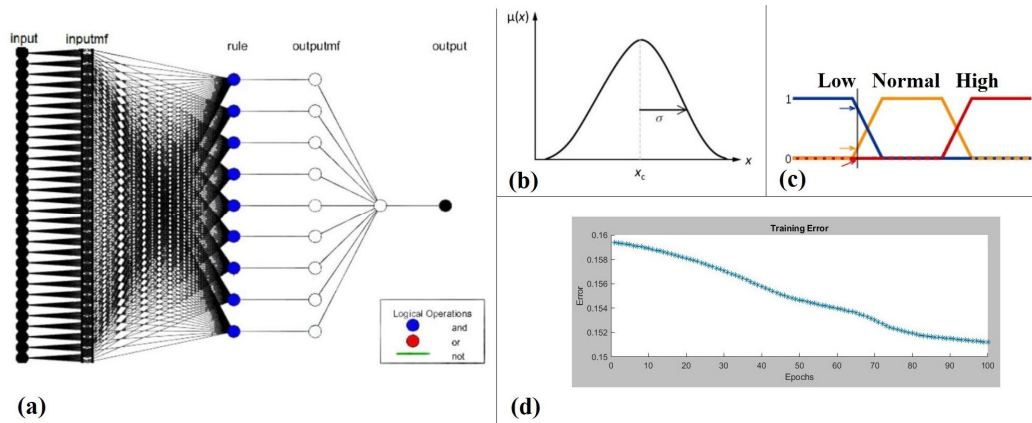 input
inputmf
rule
outputmf
output
Logical Operations
and
or
not
(a)
μ(x)
σ
x
x_c
(b)
Low Normal High
1
0
(c)
Training Error
0.16
0.158
0.156
0.154
0.152
0.15
Error
0 10 20 30 40 50 60 70 80 90 100
Epochs
(d)